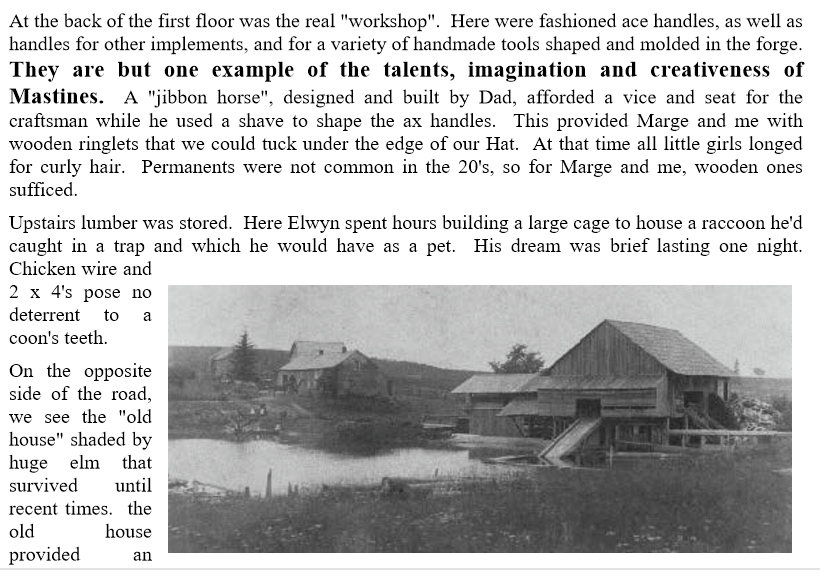 At the back of the first floor was the real "workshop". Here were fashioned ace handles, as well as
handles for other implements, and for a variety of handmade tools shaped and molded in the forge.
They are but one example of the talents, imagination and creativeness of
Mastines. A "jibbon horse", designed and built by Dad, afforded a vice and seat for the
craftsman while he used a shave to shape the ax handles. This provided Marge and me with
wooden ringlets that we could tuck under the edge of our Hat. At that time all little girls longed
for curly hair. Permanents were not common in the 20's, so for Marge and me, wooden ones
sufficed.
Upstairs lumber was stored. Here Elwyn spent hours building a large cage to house a raccoon he'd
caught in a trap and which he would have as a pet. His dream was brief lasting one night.
Chicken wire and
2 x 4's pose no
deterrent to a
coon's teeth.
On the opposite
side of the road,
we see the "old
house" shaded by
huge elm that
survived until
recent times. the
old house
provided an